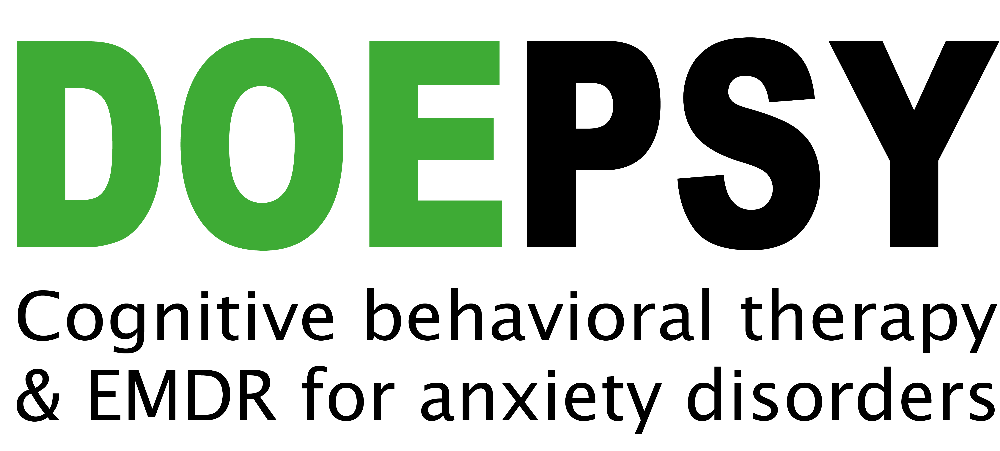 DOEPSY
Cognitive behavioral therapy
& EMDR for anxiety disorders